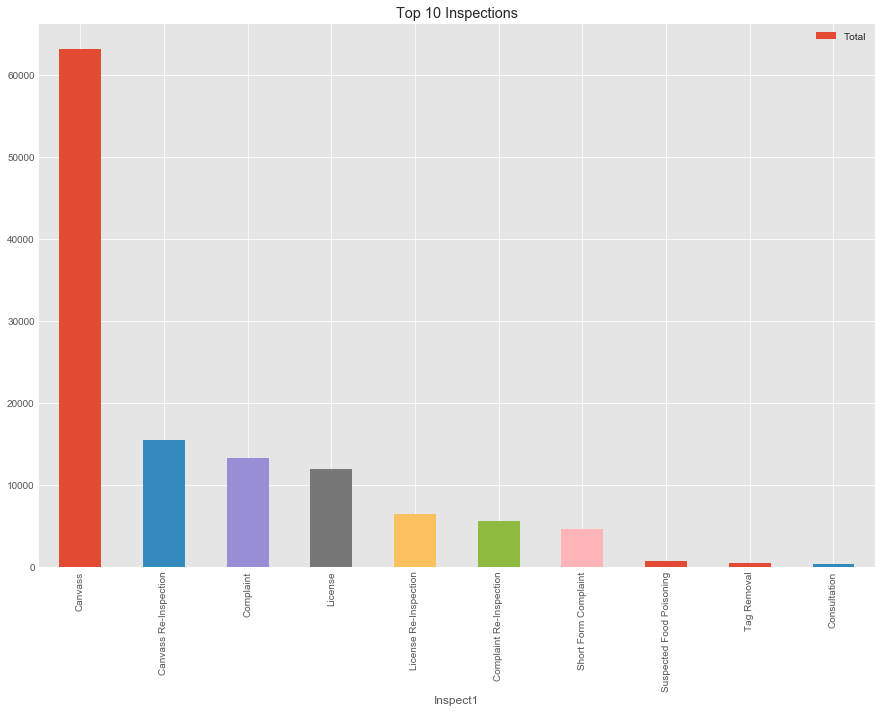 Top 10 Inspections
Total
60000
50000
40000
30000
20000
10000
0
Canvass
Canvass Re-Inspection
Complaint
License
License Re-Inspection
Complaint Re-Inspection
Short Form Complaint
Suspected Food Poisoning
Tag Removal
Consultation
Inspect1